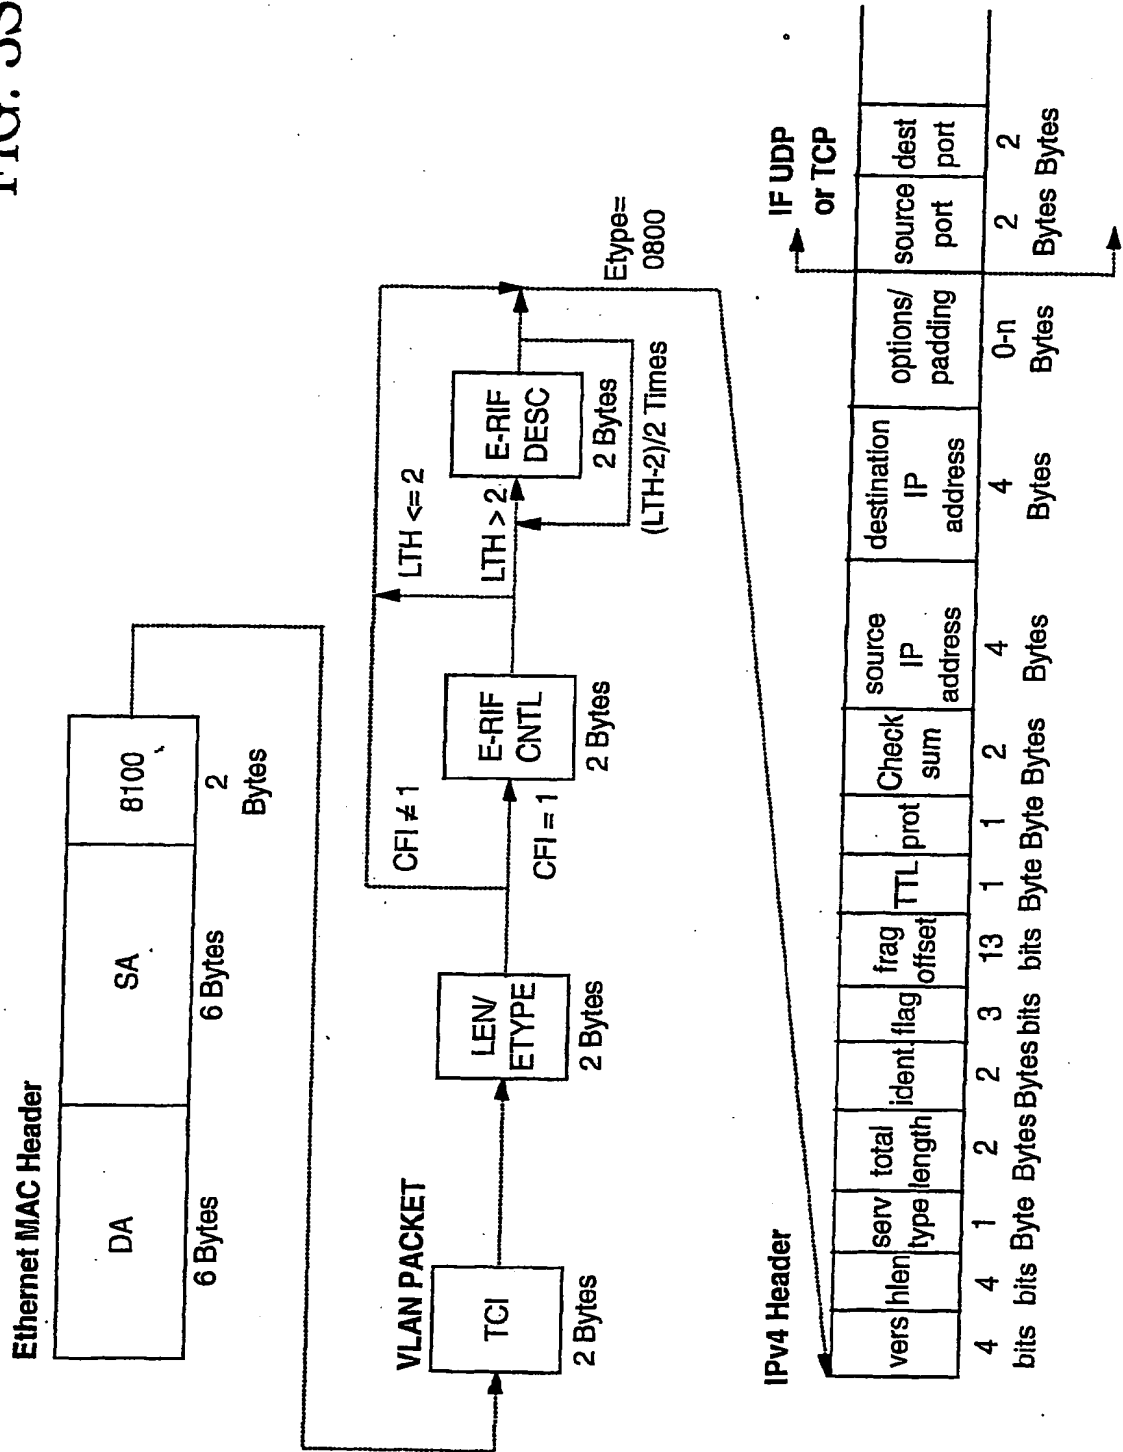 FIG. 3S
Ethernet MAC Header
DA
SA
8100
6 Bytes
6 Bytes
2
Bytes
VLAN PACKET
TCI
2 Bytes
LEN/
ETYPE
2 Bytes
CFI ≠ 1
CFI = 1
E-RIF
CNTL
2 Bytes
LTH <= 2
LTH > 2
E-RIF
DESC
2 Bytes
(LTH-2)/2 Times
Etype=
0800
IPv4 Header
IF UDP
or TCP
vers
hlen
serv
type
total
length
ident.
flag
frag
offset
TTL
prot
Check
sum
source
IP
address
destination
IP
address
options/
padding
source
port
dest
port
4
bits
4
bits
1
Byte
2
Bytes
2
Bytes
3
bits
13
bits
1
Byte
1
Byte
2
Bytes
4
Bytes
4
Bytes
0-n
Bytes
2
Bytes
2
Bytes